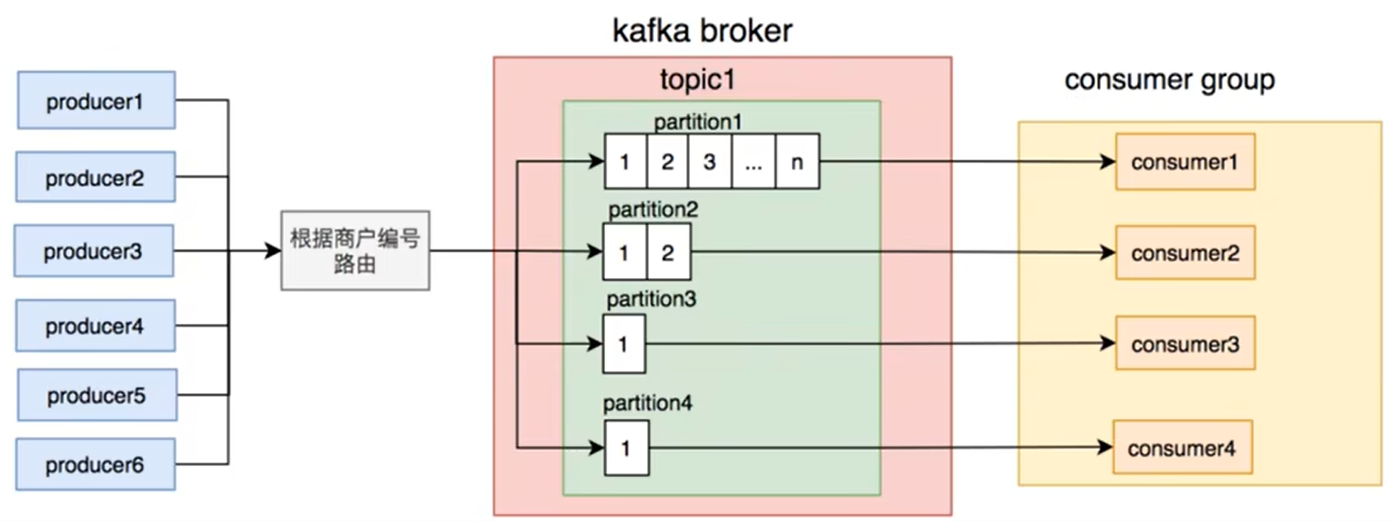 kafka broker
topic1
consumer group
producer1
producer2
producer3
producer4
producer5
producer6
根据商户编号
路由
partition1
1 2 3 ... n
partition2
1 2
partition3
1
partition4
1
consumer1
consumer2
consumer3
consumer4